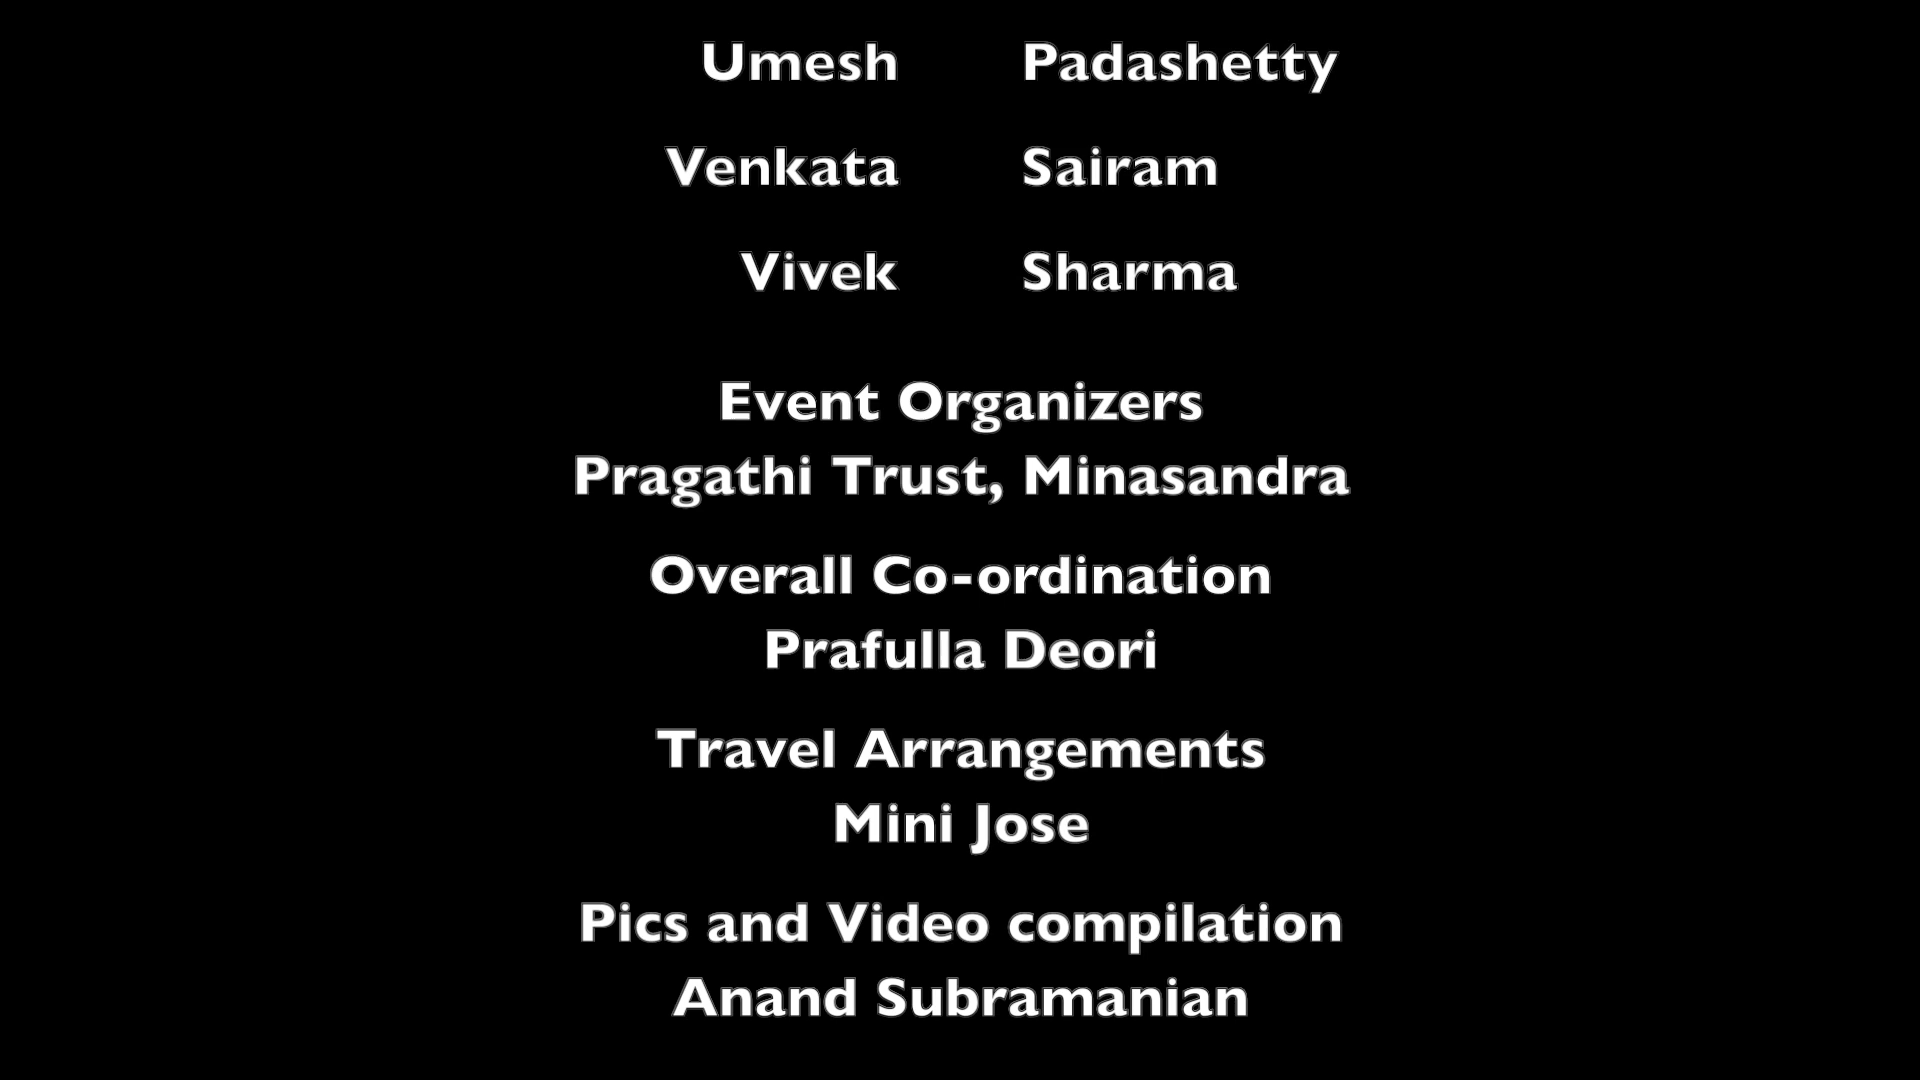 Umesh Padashetty
Venkata Sairam
Vivek Sharma
Event Organizers
Pragathi Trust, Minasandra
Overall Co-ordination
Prafulla Deori
Travel Arrangements
Mini Jose
Pics and Video compilation
Anand Subramanian